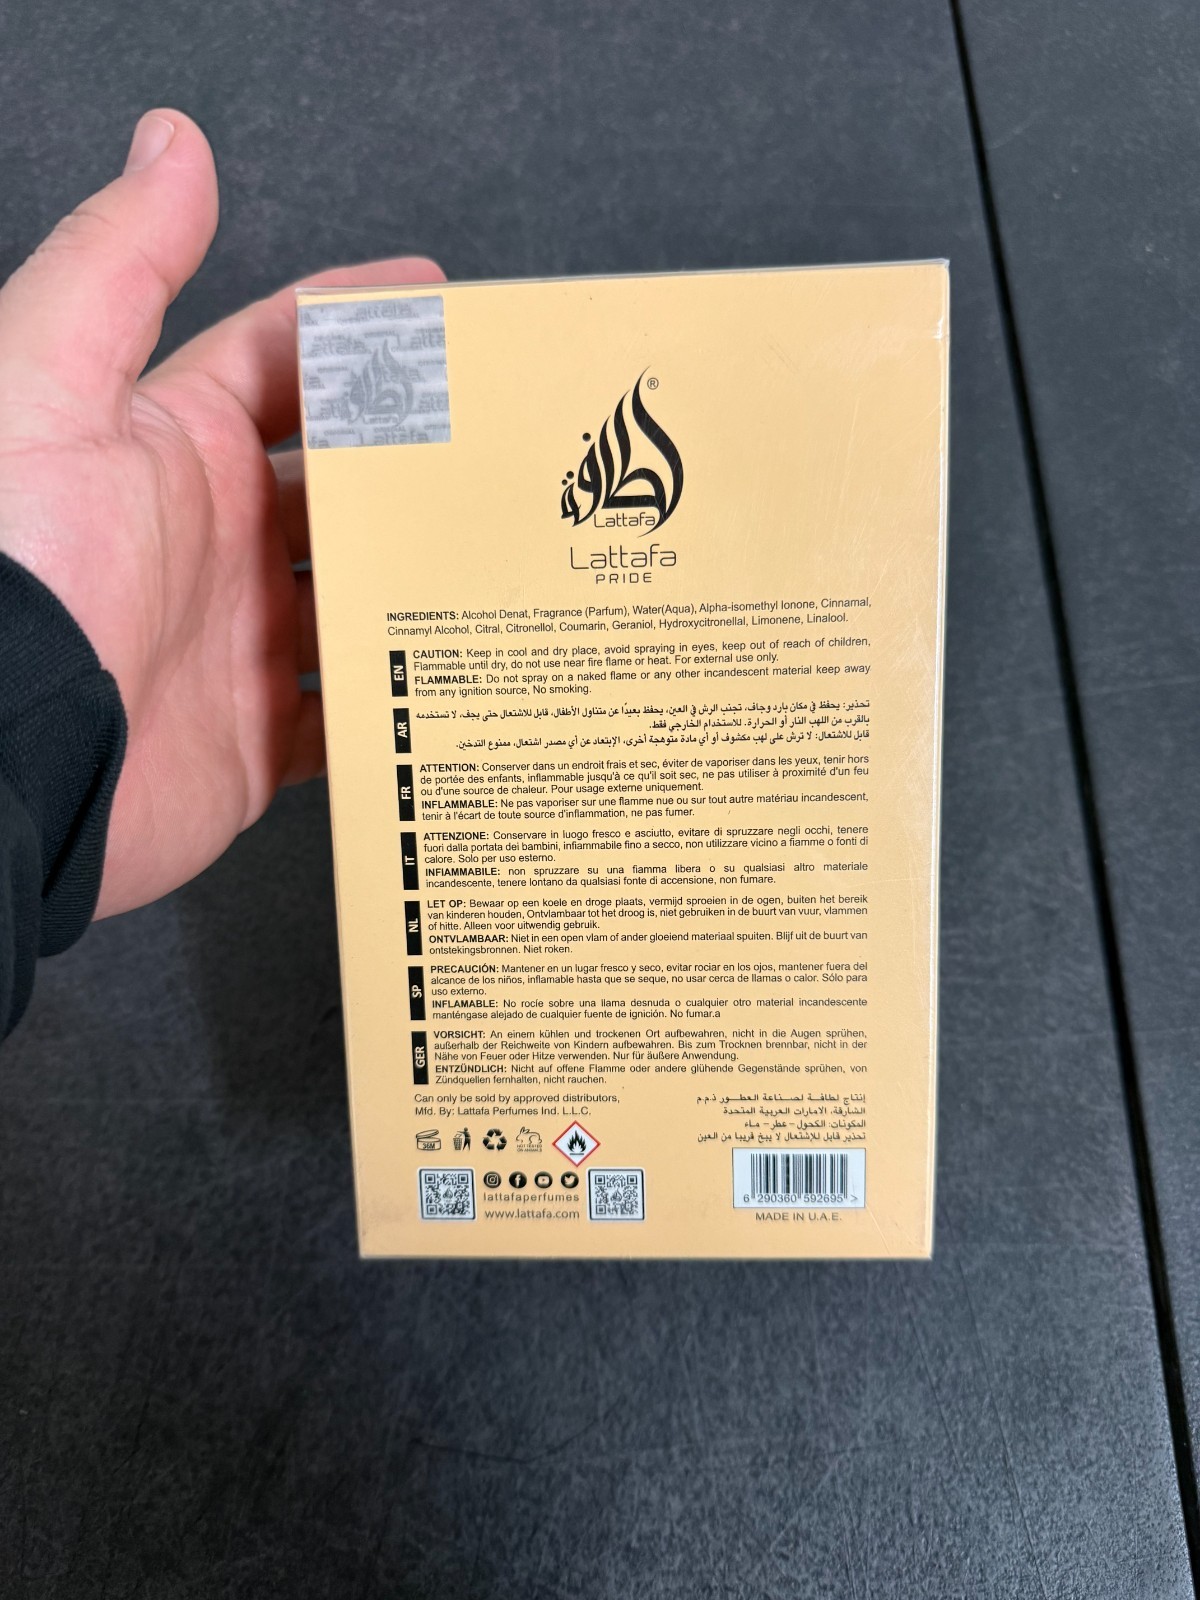 Lattafa
لطافة
®
Lattafa
Lattafa
PRIDE
INGREDIENTS: Alcohol Denat, Fragrance (Parfum), Water(Aqua), Alpha-isomethyl Ionone, Cinnamal,
Cinnamyl Alcohol, Citral, Citronellol, Coumarin, Geraniol, Hydroxycitronellal, Limonene, Linalool.
EN
CAUTION: Keep in cool and dry place, avoid spraying in eyes, keep out of reach of children,
Flammable until dry, do not use near fire flame or heat. For external use only.
FLAMMABLE: Do not spray on a naked flame or any other incandescent material keep away
from any ignition source, No smoking.
AR
تحذير: يحفظ في مكان بارد وجاف، تجنب الرش في العين، يحفظ بعيدًا عن متناول الأطفال، قابل للاشتعال حتى يجف، لا تستخدمه
بالقرب من اللهب النار أو الحرارة. للاستخدام الخارجي فقط.
قابل للاشتعال: لا ترش على لهب مكشوف أو أي مادة متوهجة أخرى، الإبتعاد عن أي مصدر اشتعال، ممنوع التدخين.
FR
ATTENTION: Conserver dans un endroit frais et sec, éviter de vaporiser dans les yeux, tenir hors
de portée des enfants, inflammable jusqu'à ce qu'il soit sec, ne pas utiliser à proximité d'un feu
ou d'une source de chaleur. Pour usage externe uniquement.
INFLAMMABLE: Ne pas vaporiser sur une flamme nue ou sur tout autre matériau incandescent,
tenir à l'écart de toute source d'inflammation, ne pas fumer.
IT
ATTENZIONE: Conservare in luogo fresco e asciutto, evitare di spruzzare negli occhi, tenere
fuori dalla portata dei bambini, infiammabile fino a secco, non utilizzare vicino a fiamme o fonti di
calore. Solo per uso esterno.
INFIAMMABILE: non spruzzare su una fiamma libera o su qualsiasi altro materiale
incandescente, tenere lontano da qualsiasi fonte di accensione, non fumare.
NL
LET OP: Bewaar op een koele en droge plaats, vermijd sproeien in de ogen, buiten het bereik
van kinderen houden, Ontvlambaar tot het droog is, niet gebruiken in de buurt van vuur, vlammen
of hitte. Alleen voor uitwendig gebruik.
ONTVLAMBAAR: Niet in een open vlam of ander gloeiend materiaal spuiten. Blijf uit de buurt van
ontstekingsbronnen. Niet roken.
SP
PRECAUCIÓN: Mantener en un lugar fresco y seco, evitar rociar en los ojos, mantener fuera del
alcance de los niños, inflamable hasta que se seque, no usar cerca de llamas o calor. Sólo para
uso externo.
INFLAMABLE: No rocie sobre una llama desnuda o cualquier otro material incandescente
manténgase alejado de cualquier fuente de ignición. No fumar.a
GER
VORSICHT: An einem kühlen und trockenen Ort aufbewahren, nicht in die Augen sprühen,
außerhalb der Reichweite von Kindern aufbewahren. Bis zum Trocknen brennbar, nicht in der
Nähe von Feuer oder Hitze verwenden. Nur für äußere Anwendung.
ENTZÜNDLICH: Nicht auf offene Flamme oder andere glühende Gegenstände sprühen, von
Zündquellen fernhalten, nicht rauchen.
Can only be sold by approved distributors,
Mfd. By: Lattafa Perfumes Ind. L.L.C.
إنتاج لطافة لصناعة العطور ذ.م.م
الشارقة، الامارات العربية المتحدة
المكونات: الكحول - عطر - ماء
تحذير قابل للإشتعال لا يبخ قريبا من العين
36M
NOT TESTED
ON ANIMALS
lattafaperfumes
www.lattafa.com
6 290360 592695 >
MADE IN U.A.E.